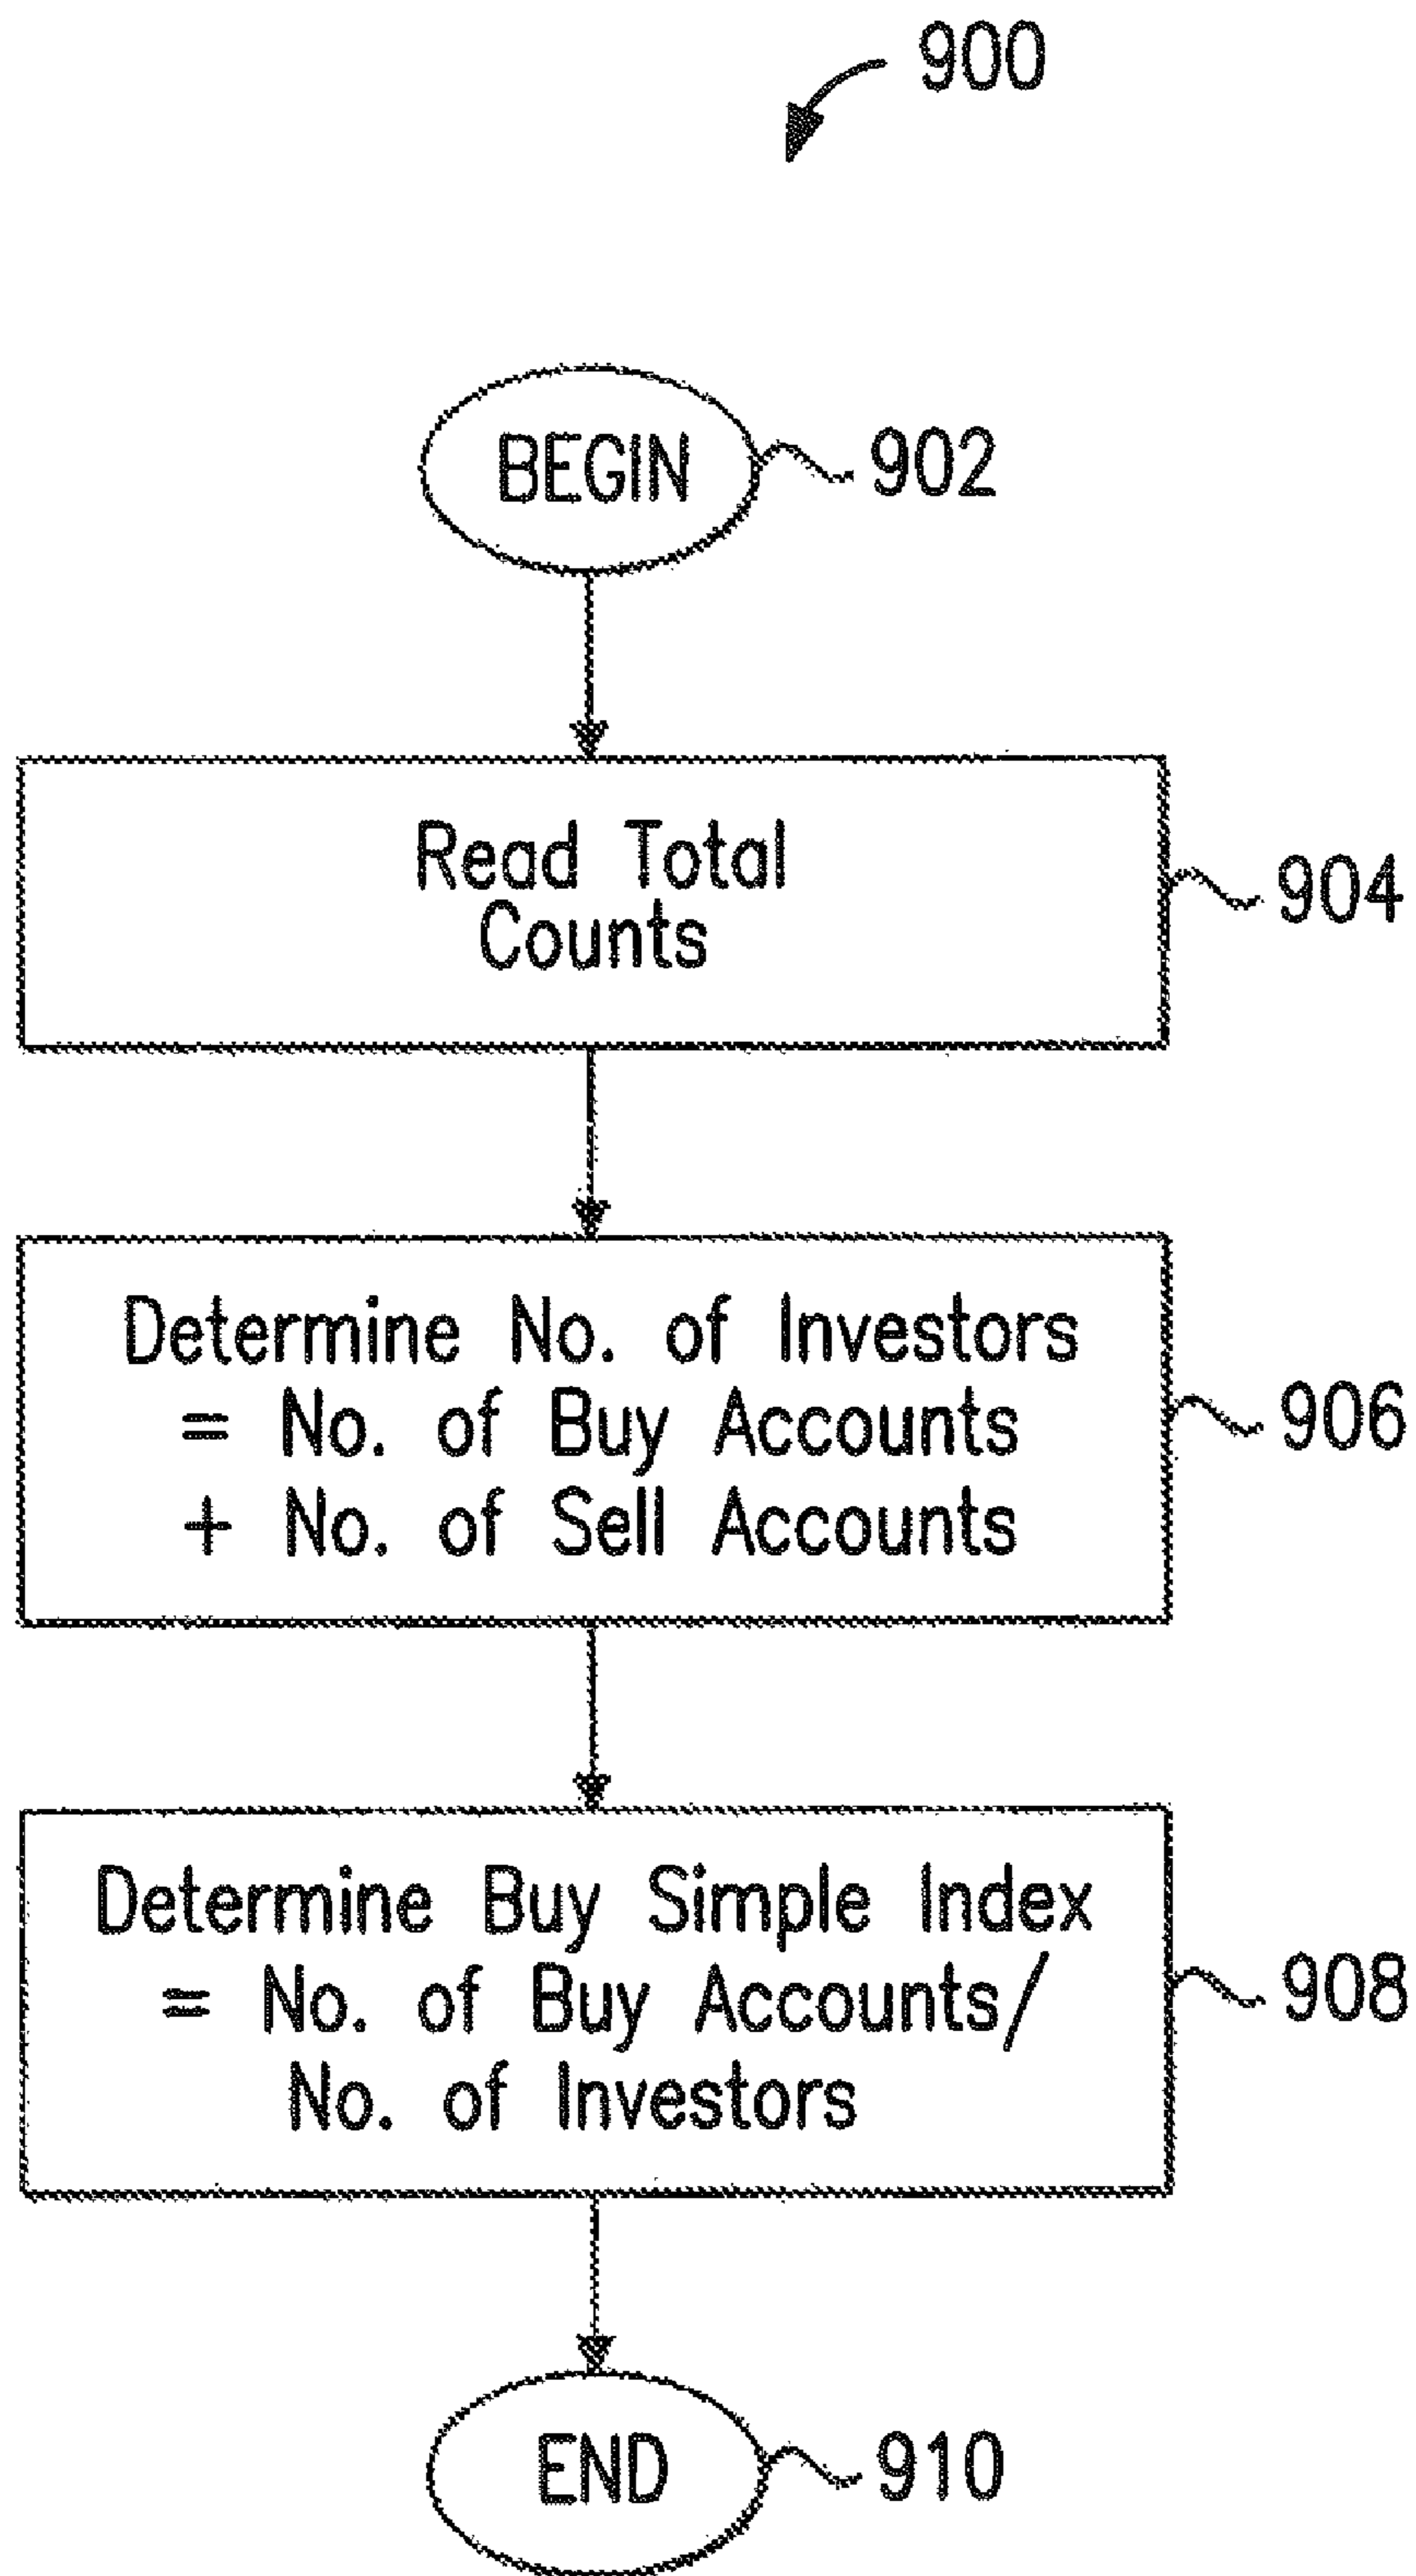 900
BEGIN
902
Read Total
Counts
904
Determine No. of Investors
= No. of Buy Accounts
+ No. of Sell Accounts
906
Determine Buy Simple Index
= No. of Buy Accounts/
No. of Investors
908
END
910